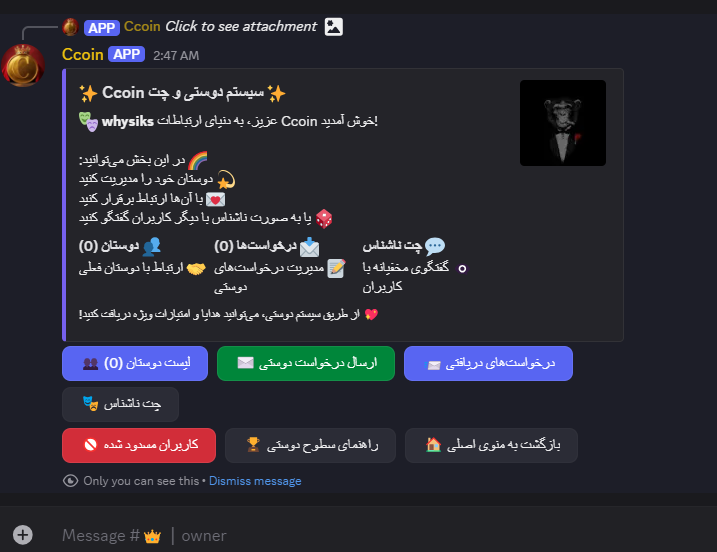 APP Ccoin Click to see attachment
Ccoin APP 2:47 AM
✨ سیستم دوستی و چت Ccoin ✨
🎭 whysiks عزیز، به دنیای ارتباطات Ccoin خوش آمدید!
🌈 در این بخش می‌توانید:
💫 دوستان خود را مدیریت کنید
💌 با آن‌ها ارتباط برقرار کنید
🎲 یا به صورت ناشناس با دیگر کاربران گفتگو کنید
👥 دوستان (0)
🤝 ارتباط با دوستان فعلی
📩 درخواست‌ها (0)
📝 مدیریت درخواست‌های
دوستی
💬 چت ناشناس
گفتگوی مخفیانه با
کاربران
💖 از طریق سیستم دوستی، می‌توانید هدایا و امتیازات ویژه دریافت کنید!
👥 لیست دوستان (0)
✉️ ارسال درخواست دوستی
📨 درخواست‌های دریافتی
🎭 چت ناشناس
🚫 کاربران مسدود شده
🏆 راهنمای سطوح دوستی
🏠 بازگشت به منوی اصلی
Only you can see this • Dismiss message
Message #👑 | owner